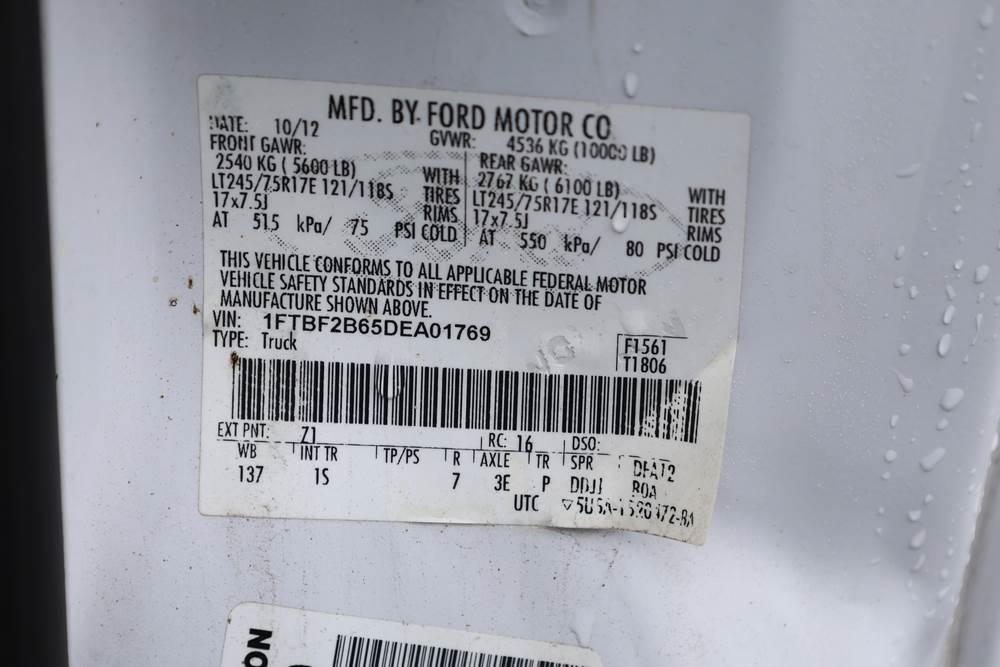 MFD. BY FORD MOTOR CO
DATE: 10/12
GVWR: 4536 KG (10000 LB)
FRONT GAWR:
2540 KG ( 5600 LB) WITH
LT245/75R17E 121/118S TIRES
17x7.5J RIMS
AT 515 kPa/ 75 PSI COLD
REAR GAWR:
2767 KG ( 6100 LB) WITH
LT245/75R17E 121/118S TIRES
17x7.5J RIMS
AT 550 kPa/ 80 PSI COLD
THIS VEHICLE CONFORMS TO ALL APPLICABLE FEDERAL MOTOR
VEHICLE SAFETY STANDARDS IN EFFECT ON THE DATE OF
MANUFACTURE SHOWN ABOVE.
VIN: 1FTBF2B65DEA01769
TYPE: Truck
F1561
T1806
EXT PNT: Z1 RC: 16 DSO:
WB INT TR TP/PS R AXLE TR SPR
137 1S 7 3E P DDJJ
UTC